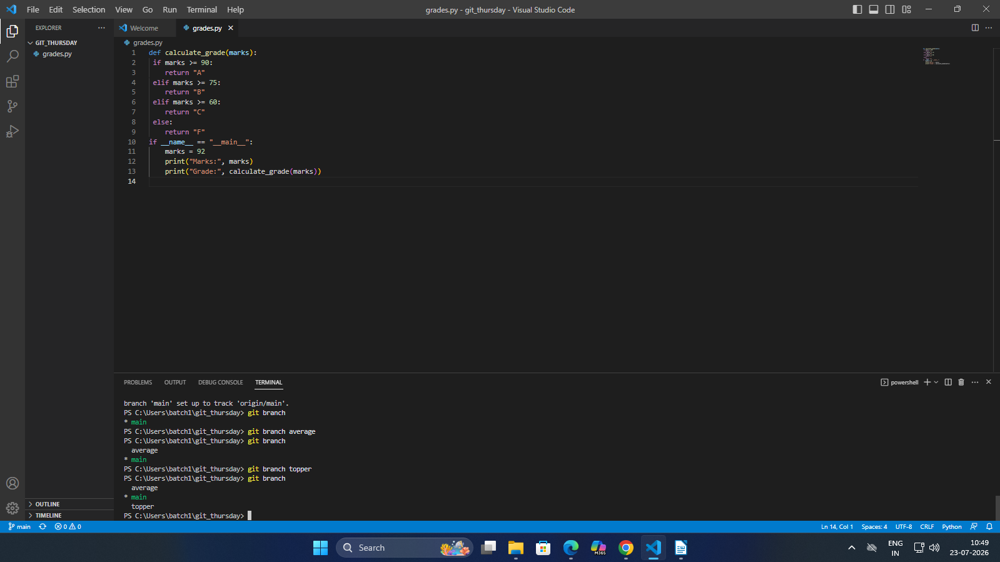 File Edit Selection View Go Run Terminal Help
grades.py - git_thursday - Visual Studio Code
EXPLORER
GIT_THURSDAY
grades.py
Welcome
grades.py
grades.py
1 def calculate_grade(marks):
2 if marks >= 90:
3 return "A"
4 elif marks >= 75:
5 return "B"
6 elif marks >= 60:
7 return "C"
8 else:
9 return "F"
10 if __name__ == "__main__":
11 marks = 92
12 print("Marks:", marks)
13 print("Grade:", calculate_grade(marks))
14
PROBLEMS OUTPUT DEBUG CONSOLE TERMINAL
powershell
branch 'main' set up to track 'origin/main'.
PS C:\Users\batch1\git_thursday> git branch
* main
PS C:\Users\batch1\git_thursday> git branch average
PS C:\Users\batch1\git_thursday> git branch
average
* main
PS C:\Users\batch1\git_thursday> git branch topper
PS C:\Users\batch1\git_thursday> git branch
average
* main
topper
PS C:\Users\batch1\git_thursday>
OUTLINE
TIMELINE
main 0 0
Ln 14, Col 1 Spaces: 4 UTF-8 CRLF Python
Search
M365
ENG
IN
10:49
23-07-2026